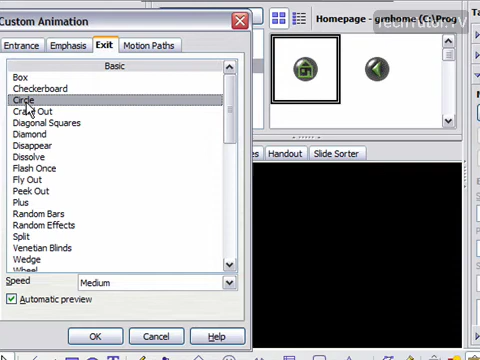 Custom Animation
Homepage - gmhome (C:\Prog
TechTutor.TV
Entrance
Emphasis
Exit
Motion Paths
Basic
Box
Checkerboard
Circle
Crawl Out
Diagonal Squares
Diamond
Disappear
Dissolve
Flash Once
Fly Out
Peek Out
Plus
Random Bars
Random Effects
Split
Venetian Blinds
Wedge
Wheel
Handout
Slide Sorter
Speed
Medium
Automatic preview
OK
Cancel
Help